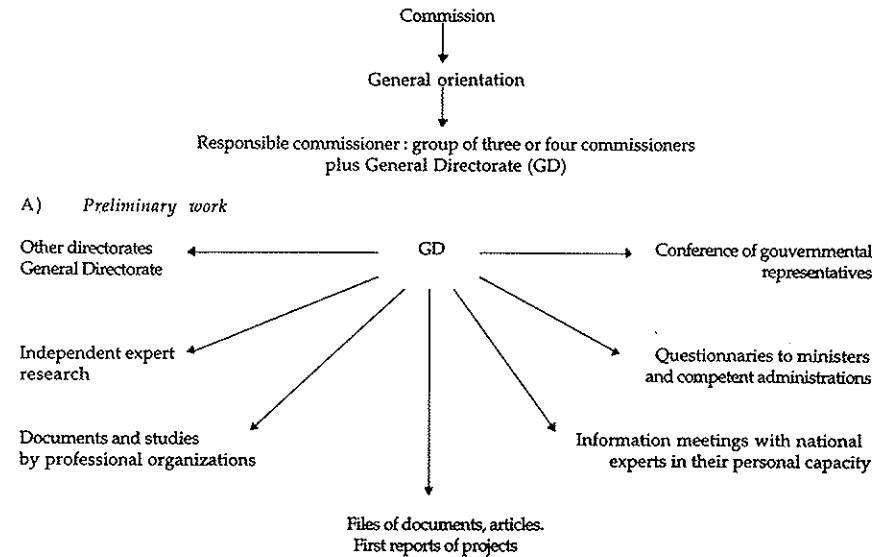 Commission
General orientation
Responsible commissioner : group of three or four commissioners
plus General Directorate (GD)
A) Preliminary work
Other directorates
General Directorate
GD
Conference of gouvernmental
representatives
Independent expert
research
Questionnaries to ministers
and competent administrations
Documents and studies
by professional organizations
Information meetings with national
experts in their personal capacity
Files of documents, articles.
First reports of projects